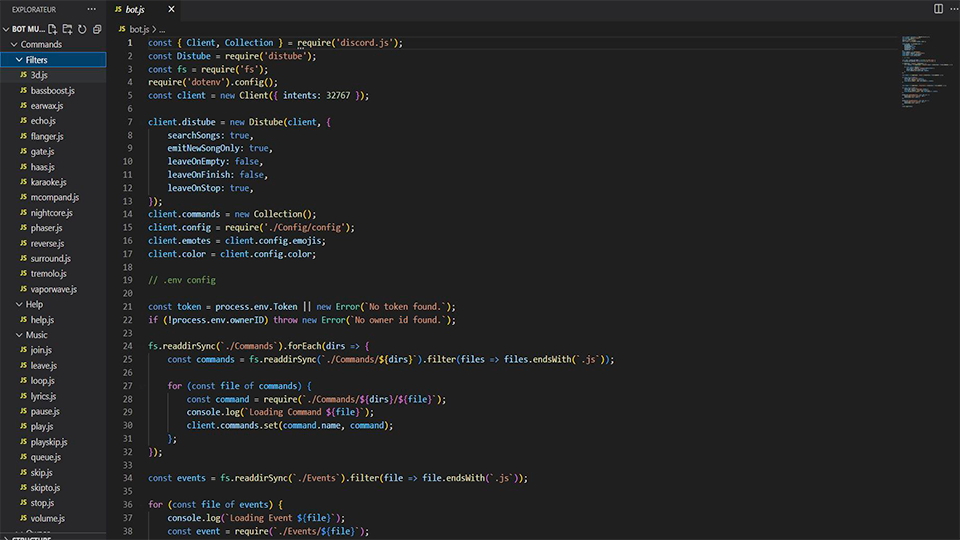 EXPLORATEUR ...
BOT MU...
Commands
Filters
JS 3d.js
JS bassboost.js
JS earwax.js
JS echo.js
JS flanger.js
JS gate.js
JS haas.js
JS karaoke.js
JS mcompand.js
JS nightcore.js
JS phaser.js
JS reverse.js
JS surround.js
JS tremolo.js
JS vaporwave.js
Help
JS help.js
Music
JS join.js
JS leave.js
JS loop.js
JS lyrics.js
JS pause.js
JS play.js
JS playskip.js
JS queue.js
JS skip.js
JS skipto.js
JS stop.js
JS volume.js
JS bot.js
JS bot.js > ...
1 const { Client, Collection } = require('discord.js');
2 const Distube = require('distube');
3 const fs = require('fs');
4 require('dotenv').config();
5 const client = new Client({ intents: 32767 });
6
7 client.distube = new Distube(client, {
8 searchSongs: true,
9 emitNewSongOnly: true,
10 leaveOnEmpty: false,
11 leaveOnFinish: false,
12 leaveOnStop: true,
13 });
14 client.commands = new Collection();
15 client.config = require('./Config/config');
16 client.emotes = client.config.emojis;
17 client.color = client.config.color;
18
19 // .env config
20
21 const token = process.env.Token || new Error(`No token found.`);
22 if (!process.env.ownerID) throw new Error(`No owner id found.`);
23
24 fs.readdirSync(`./Commands`).forEach(dirs => {
25 const commands = fs.readdirSync(`./Commands/${dirs}`).filter(files => files.endsWith(`.js`));
26
27 for (const file of commands) {
28 const command = require(`./Commands/${dirs}/${file}`);
29 console.log(`Loading Command ${file}`);
30 client.commands.set(command.name, command);
31 };
32 });
33
34 const events = fs.readdirSync(`./Events`).filter(file => file.endsWith(`.js`));
35
36 for (const file of events) {
37 console.log(`Loading Event ${file}`);
38 const event = require(`./Events/${file}`);